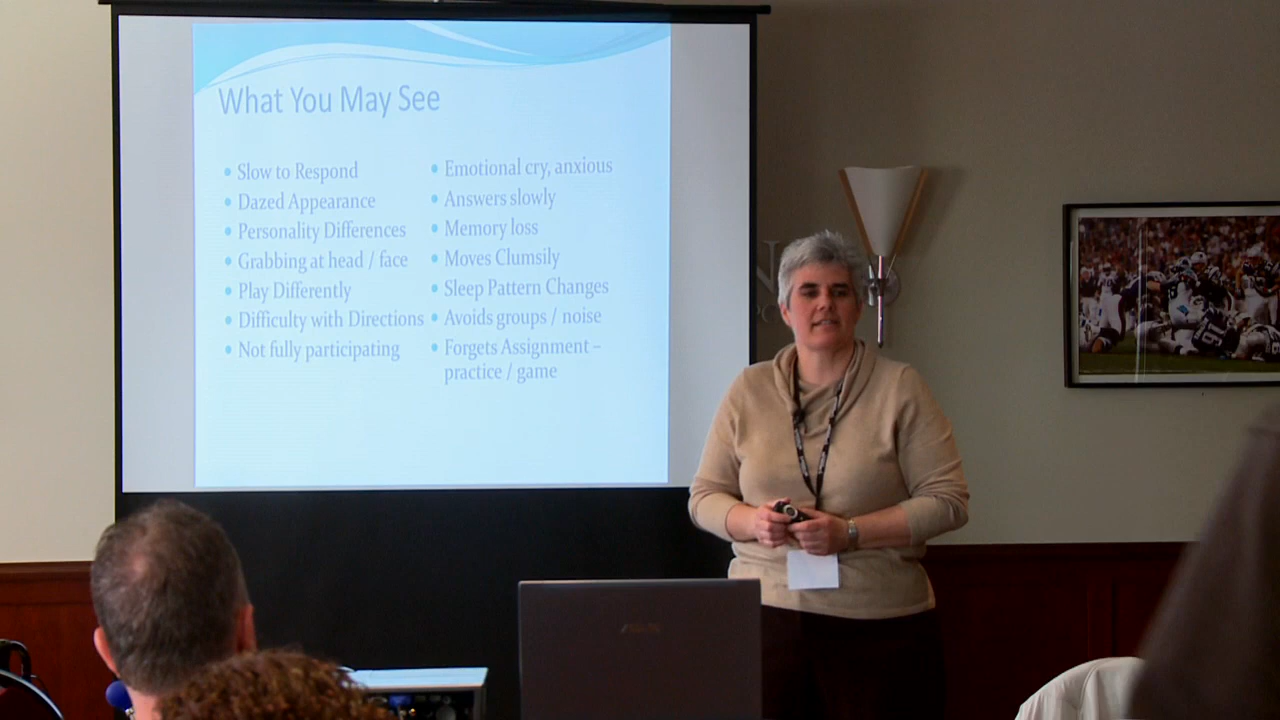 What You May See
• Slow to Respond
• Dazed Appearance
• Personality Differences
• Grabbing at head / face
• Play Differently
• Difficulty with Directions
• Not fully participating
• Emotional cry, anxious
• Answers slowly
• Memory loss
• Moves Clumsily
• Sleep Pattern Changes
• Avoids groups / noise
• Forgets Assignment –
practice / game